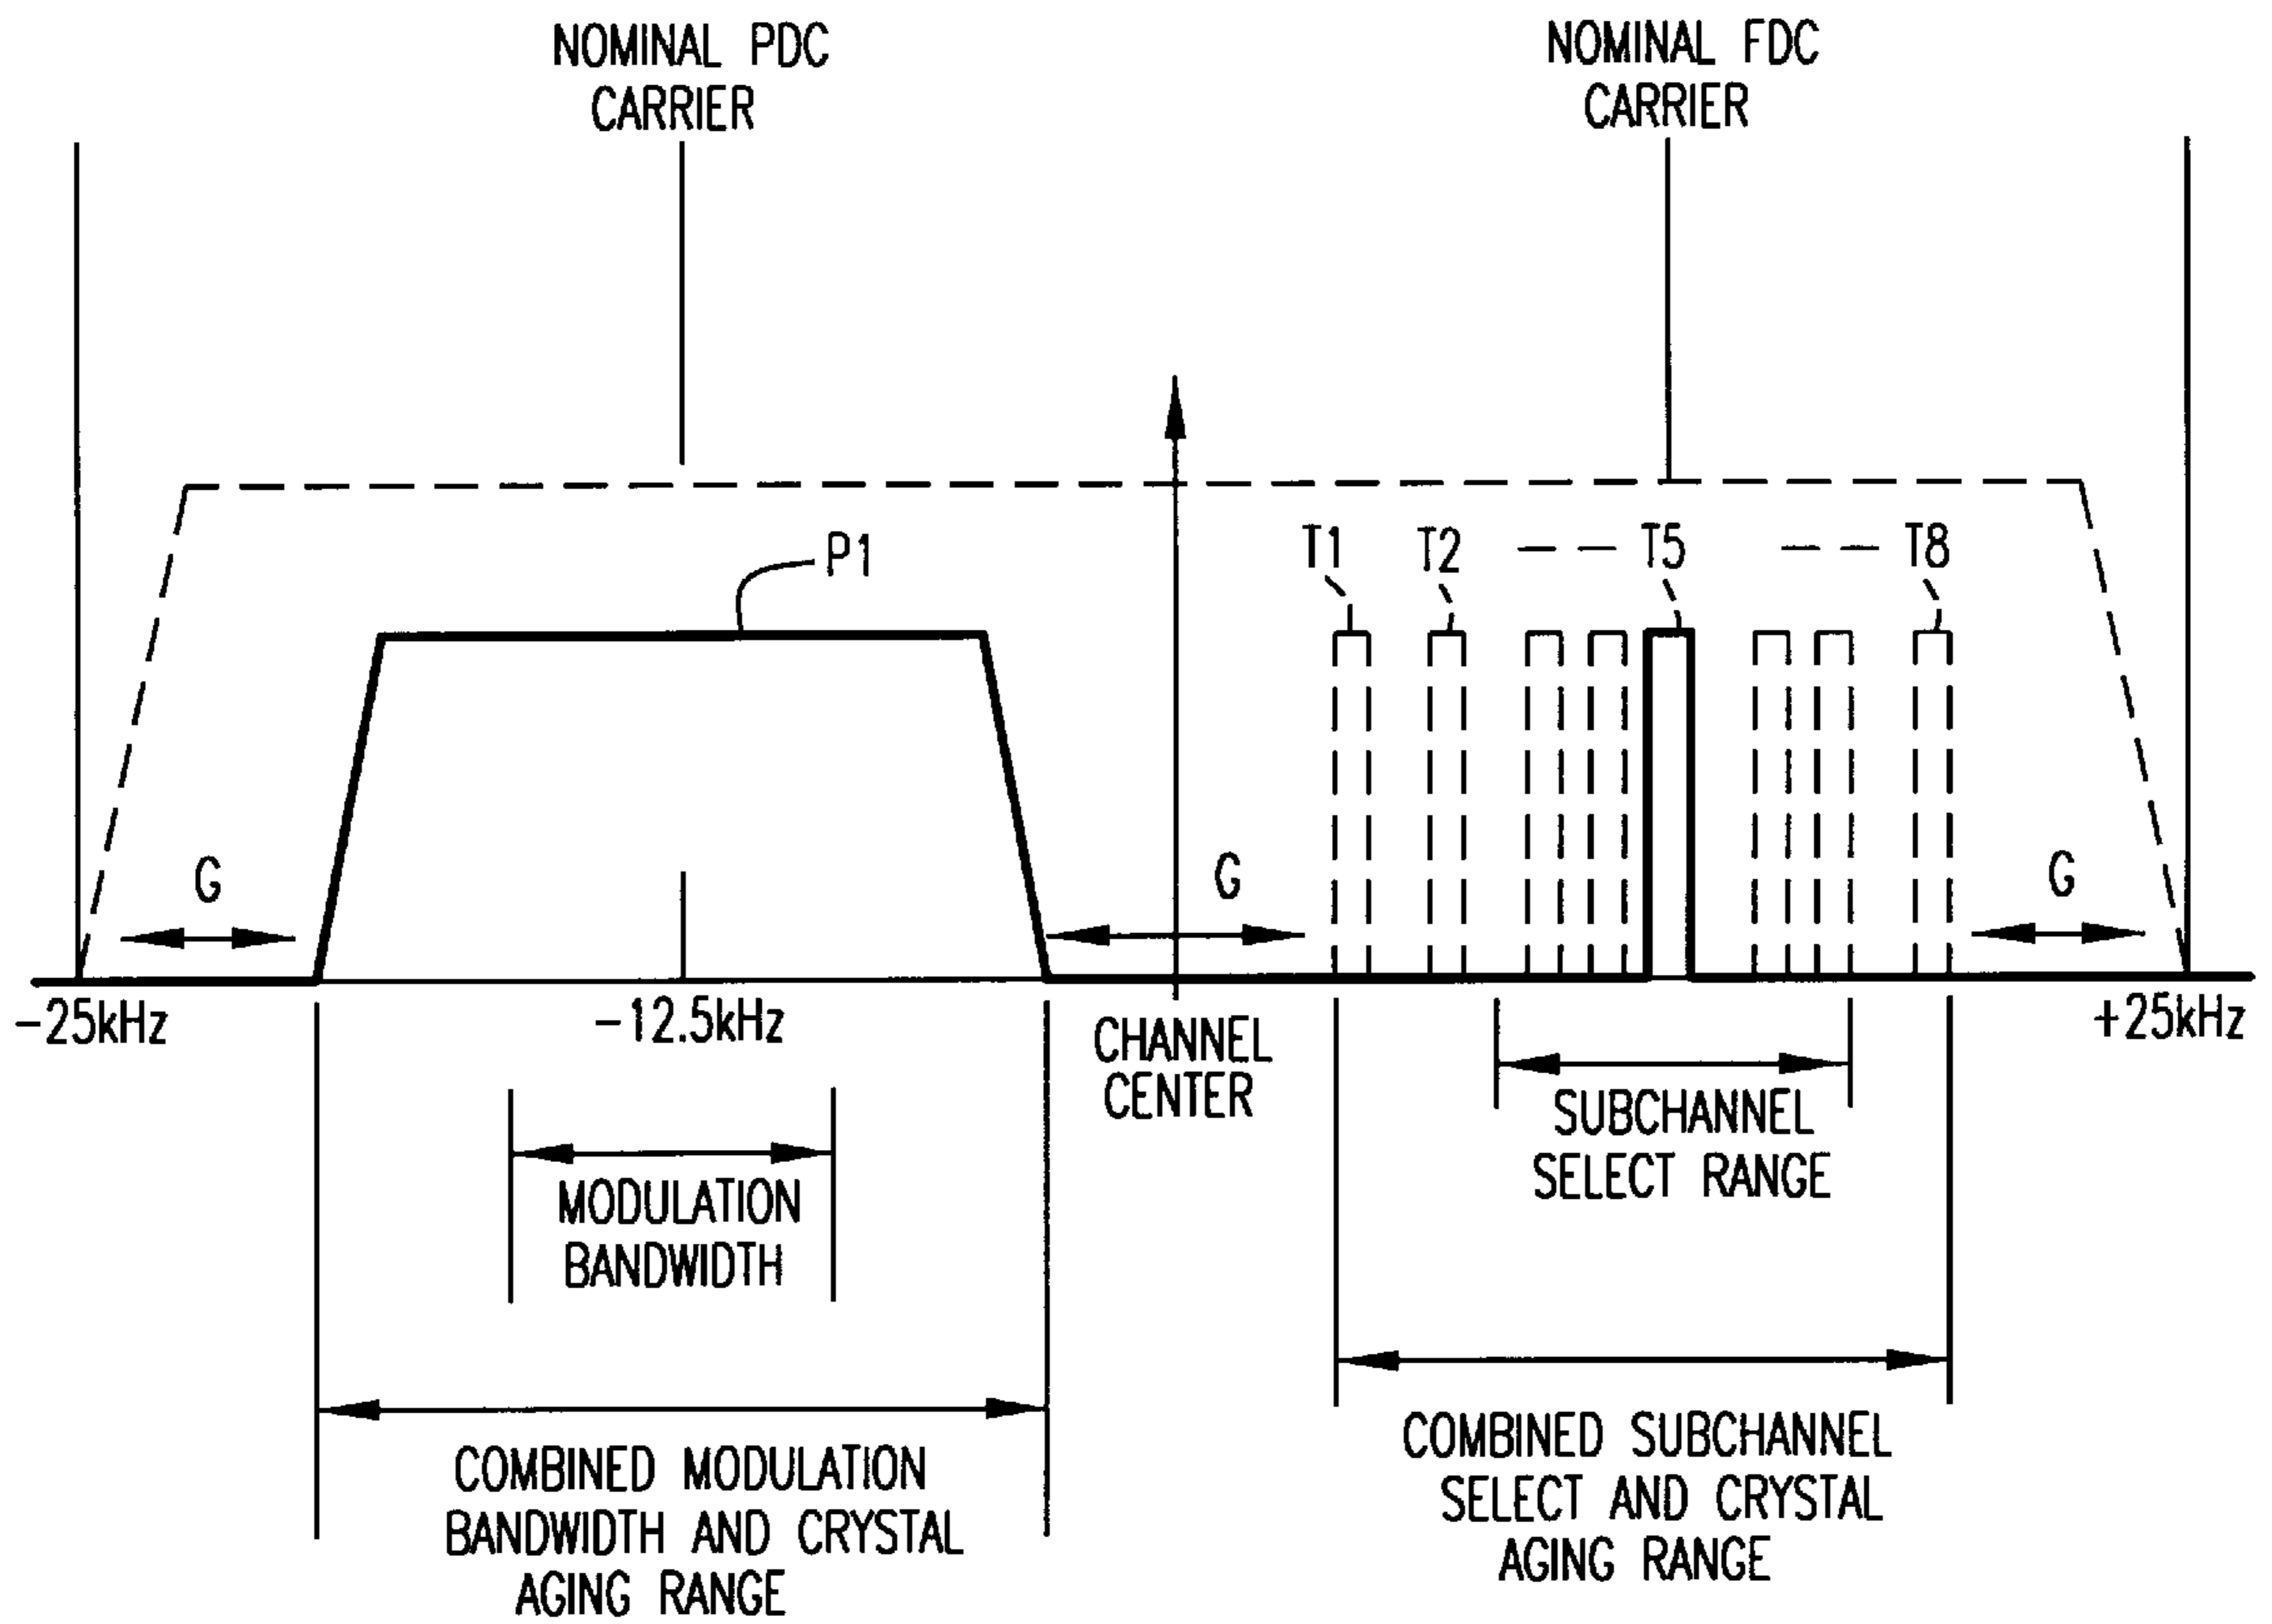 NOMINAL PDC
CARRIER
NOMINAL FDC
CARRIER
P1
T1
T2
T5
T8
G
G
G
-25kHz
-12.5kHz
CHANNEL
CENTER
+25kHz
MODULATION
BANDWIDTH
SUBCHANNEL
SELECT RANGE
COMBINED MODULATION
BANDWIDTH AND CRYSTAL
AGING RANGE
COMBINED SUBCHANNEL
SELECT AND CRYSTAL
AGING RANGE